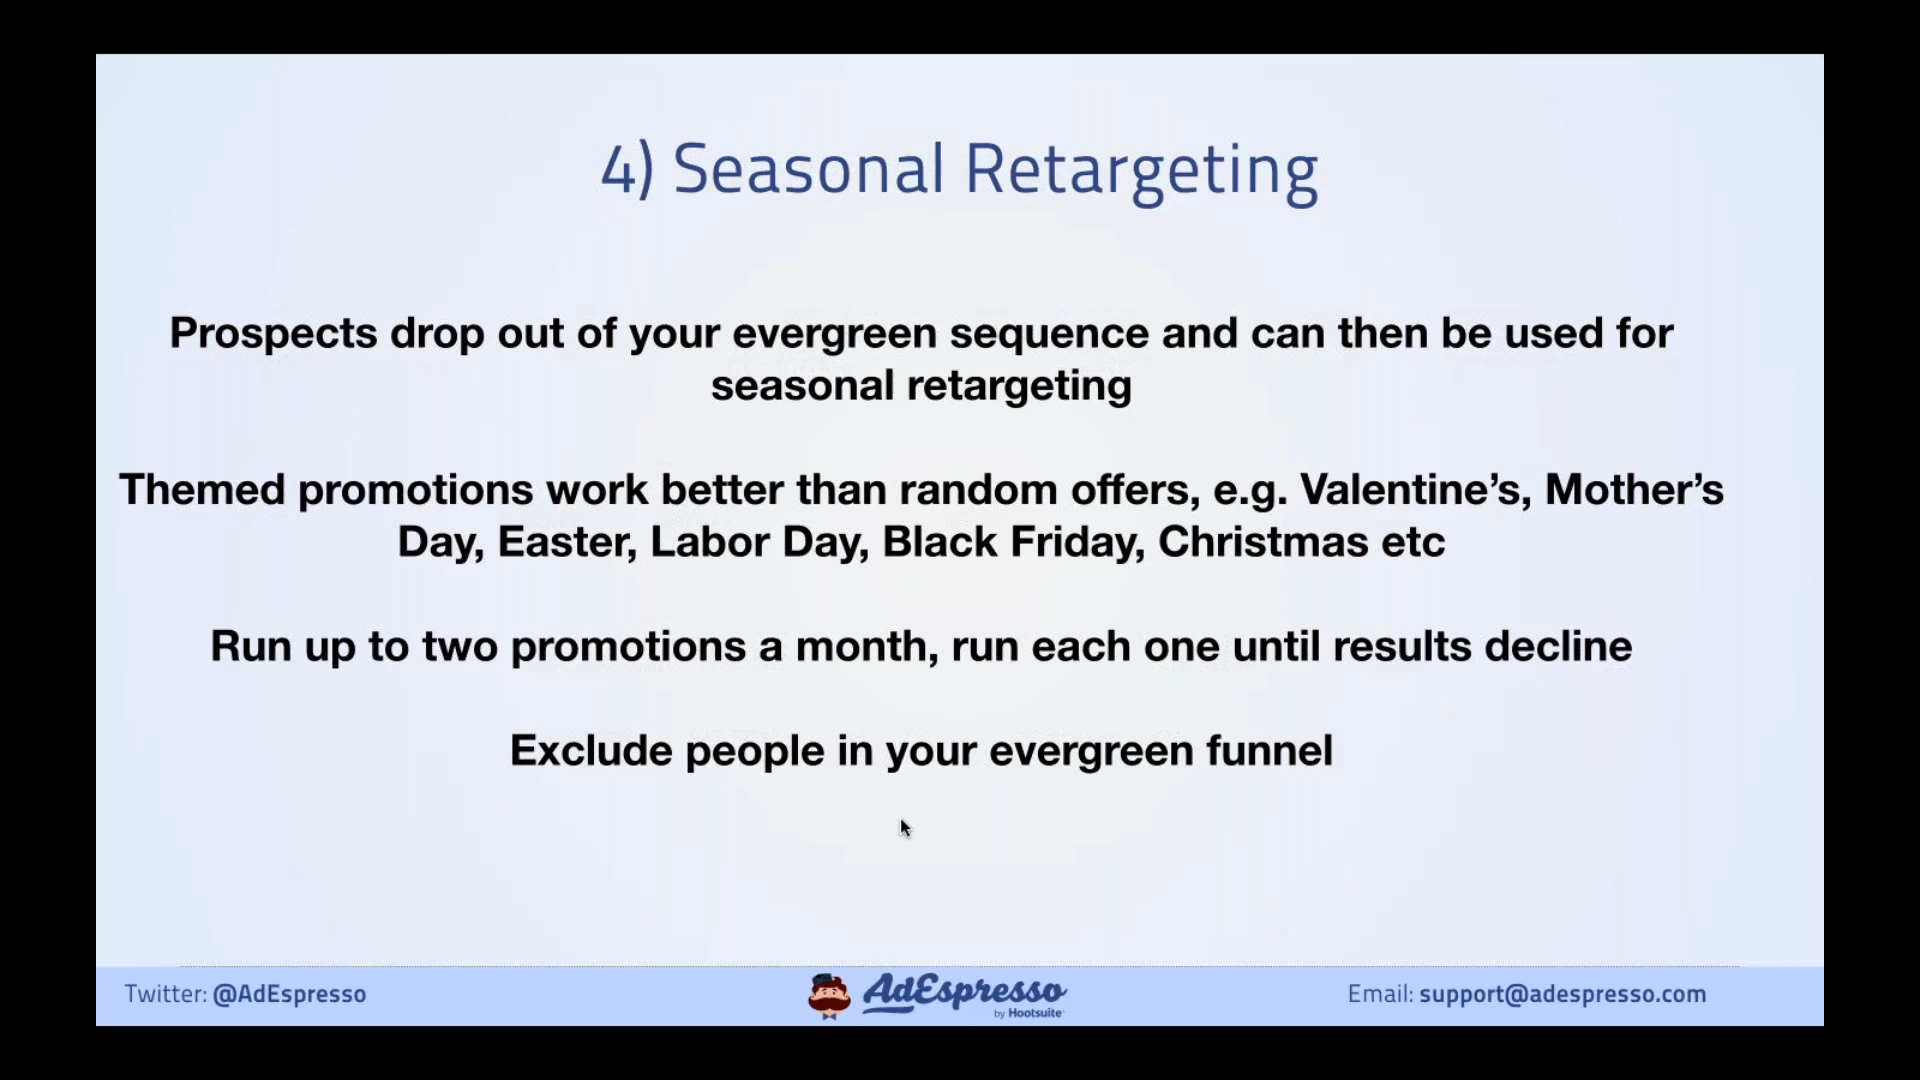 4) Seasonal Retargeting
Prospects drop out of your evergreen sequence and can then be used for
seasonal retargeting
Themed promotions work better than random offers, e.g. Valentine’s, Mother’s
Day, Easter, Labor Day, Black Friday, Christmas etc
Run up to two promotions a month, run each one until results decline
Exclude people in your evergreen funnel
Twitter: @AdEspresso
AdEspresso
by Hootsuite
Email: support@adespresso.com